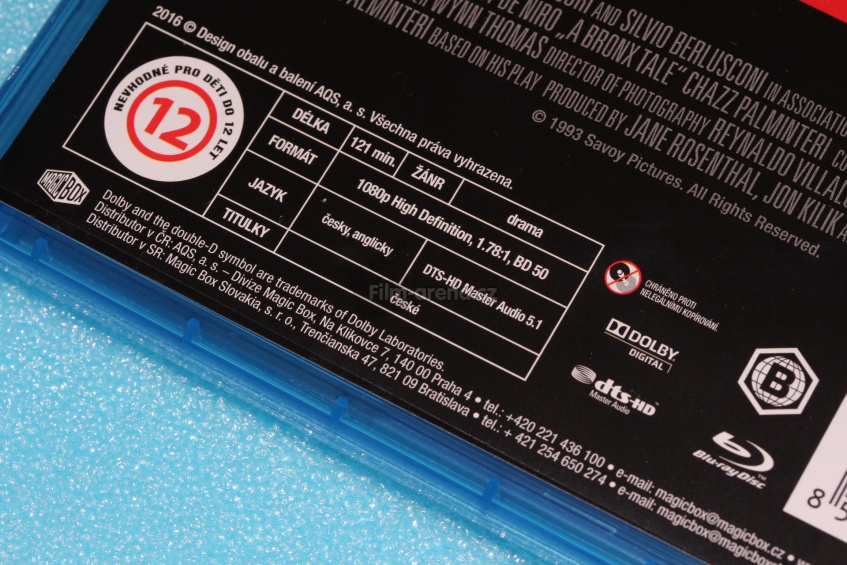 ORI AND SILVIO BERLUSCONI IN ASSOCIATION
DE NIRO „A BRONX TALE“ CHAZZ PALMINTERI
WYNN THOMAS DIRECTOR OF PHOTOGRAPHY REYNALDO VILLALO
PALMINTERI BASED ON HIS PLAY PRODUCED BY JANE ROSENTHAL, JON KILIK
© 1993 Savoy Pictures. All Rights Reserved.
2016 © Design obalu a balení AQS, a. s. Všechna práva vyhrazena.
NEVHODNÉ PRO DĚTI DO 12 LET
12
DÉLKA 121 min. ŽÁNR drama
FORMÁT 1080p High Definition, 1.78:1, BD 50
JAZYK česky, anglicky DTS-HD Master Audio 5.1
TITULKY české
MAGIC BOX
Dolby and the double-D symbol are trademarks of Dolby Laboratories.
Distributor v ČR: AQS, a. s. – Divize Magic Box, Na Klikovce 7, 140 00 Praha 4 • tel.: +420 221 436 100 • e-mail: magicbox@magicbox.cz •
Distributor v SR: Magic Box Slovakia, s. r. o., Trenčianska 47, 821 09 Bratislava • tel.: + 421 254 650 274 • e-mail: magicbox@magicbox
Film-arena.cz
CHRÁNĚNO PROTI
NELEGÁLNÍMU KOPÍROVÁNÍ.
DOLBY
DIGITAL
dts-HD
Master Audio
B
Blu-ray Disc
8